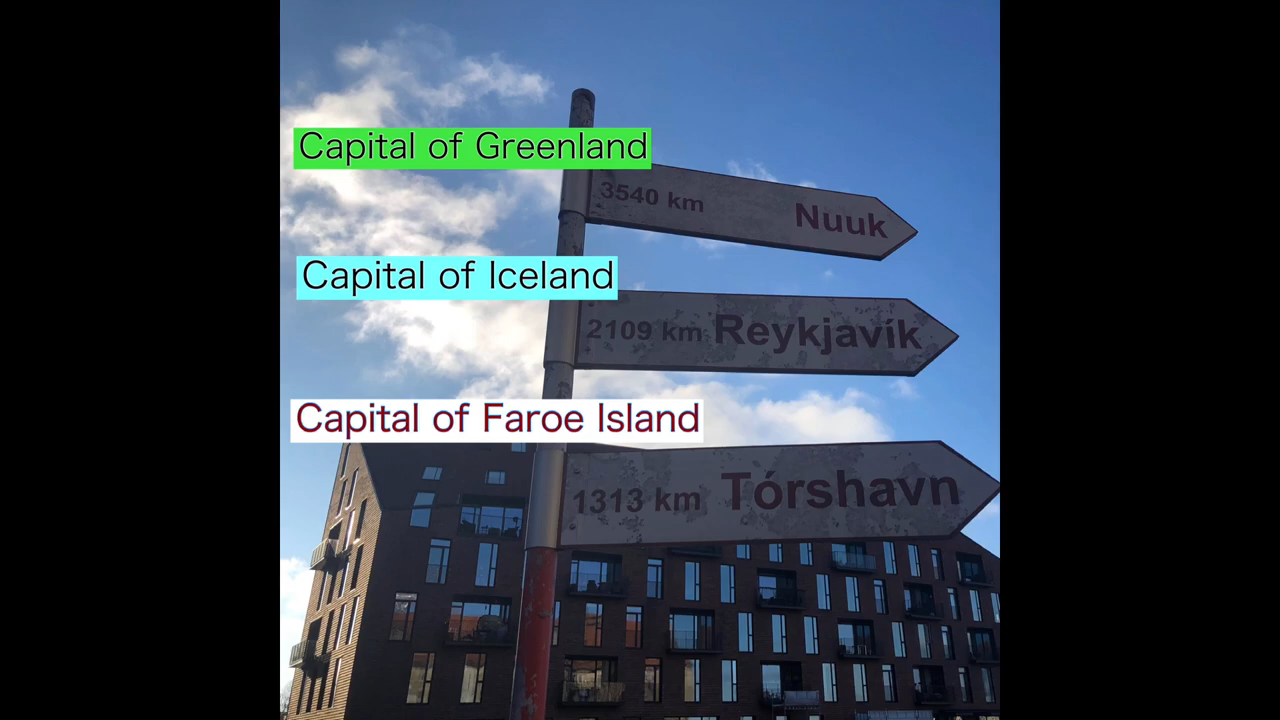 Capital of Greenland
3540 km Nuuk
Capital of Iceland
2109 km Reykjavík
Capital of Faroe Island
1313 km Tórshavn